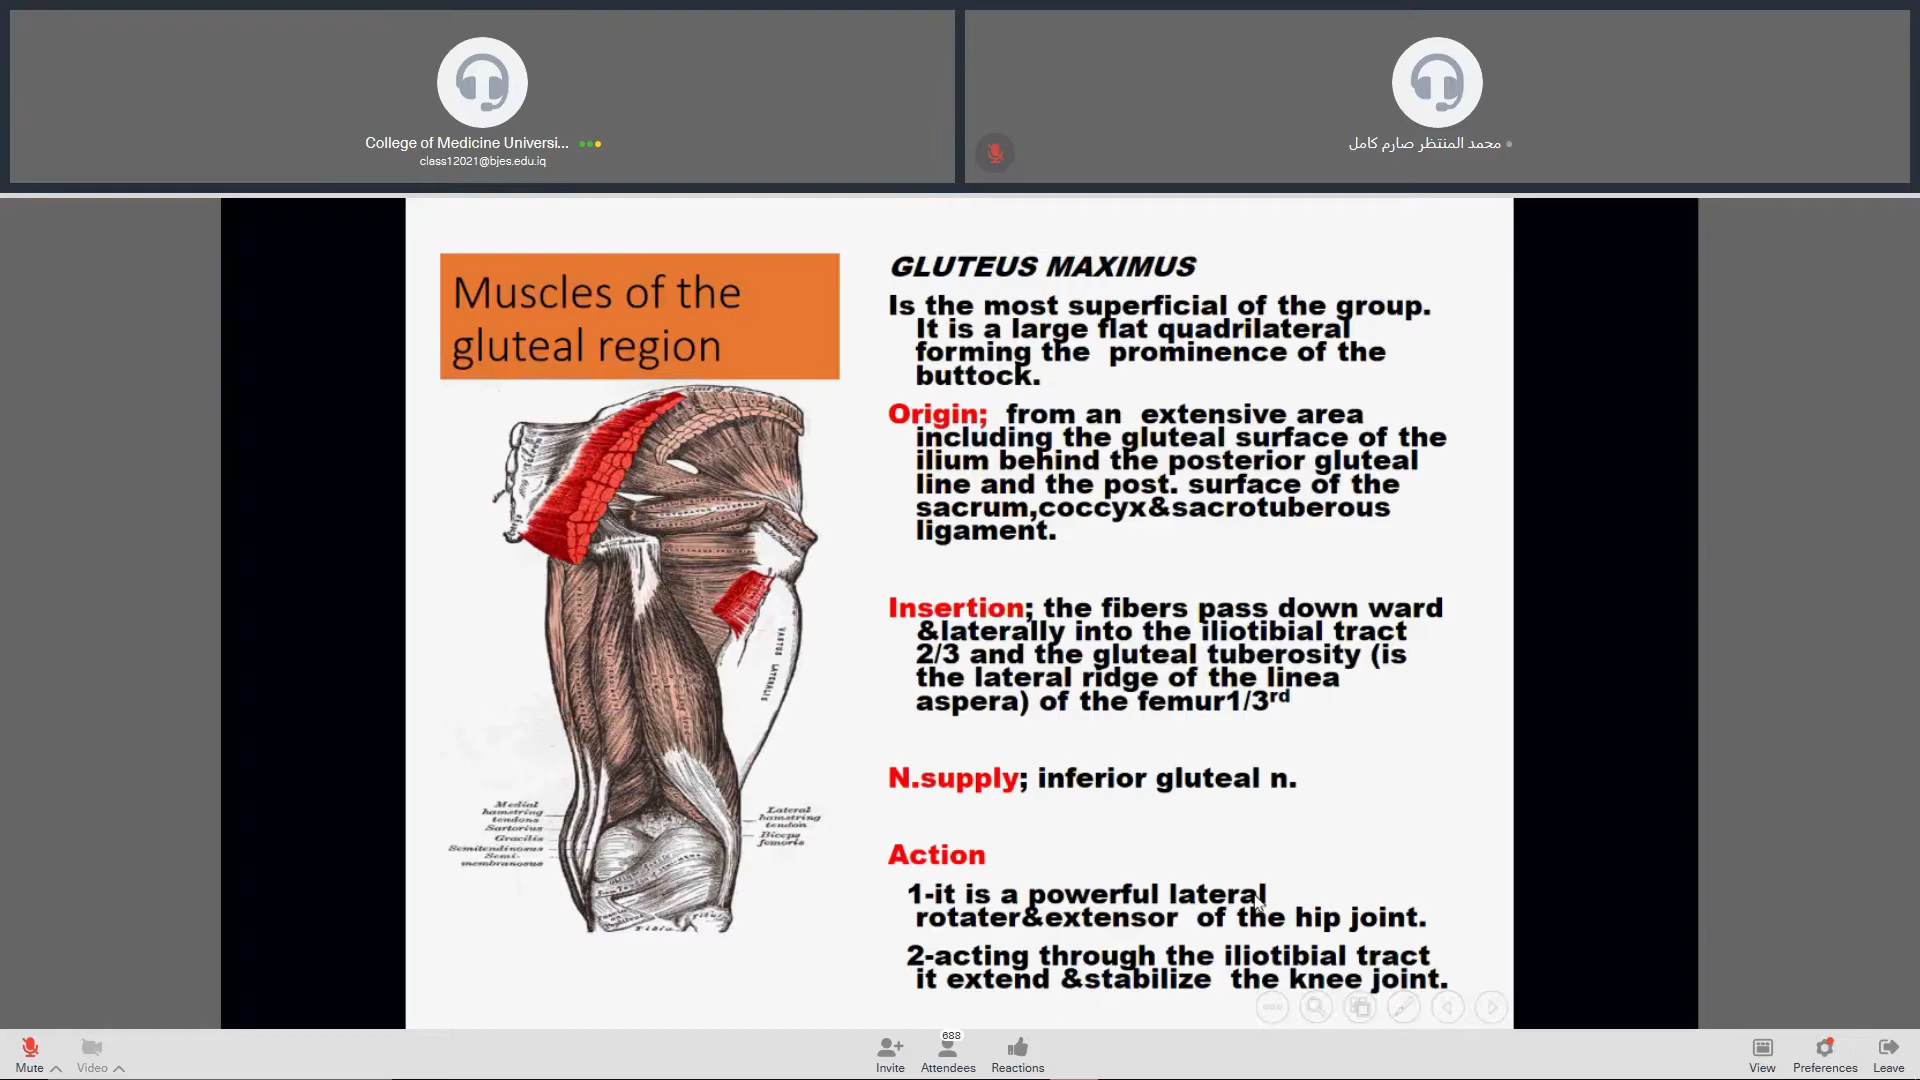 College of Medicine Universi...
class12021@bjes.edu.iq
محمد المنتظر صارم كامل
Muscles of the
gluteal region
GLUTEUS MAXIMUS
Is the most superficial of the group.
It is a large flat quadrilateral
forming the prominence of the
buttock.
Origin; from an extensive area
including the gluteal surface of the
ilium behind the posterior gluteal
line and the post. surface of the
sacrum,coccyx&sacrotuberous
ligament.
Insertion; the fibers pass down ward
&laterally into the iliotibial tract
2/3 and the gluteal tuberosity (is
the lateral ridge of the linea
aspera) of the femur1/3rd
N.supply; inferior gluteal n.
Action
1-it is a powerful lateral
rotater&extensor of the hip joint.
2-acting through the iliotibial tract
it extend &stabilize the knee joint.
VASTUS LATERALIS
Medial
hamstring
tendons
Sartorius
Gracilis
Semitendinosus
Semi-
membranosus
Lateral
hamstring
tendon
Biceps
femoris
Tibia
688
Mute
Video
Invite
Attendees
Reactions
View
Preferences
Leave